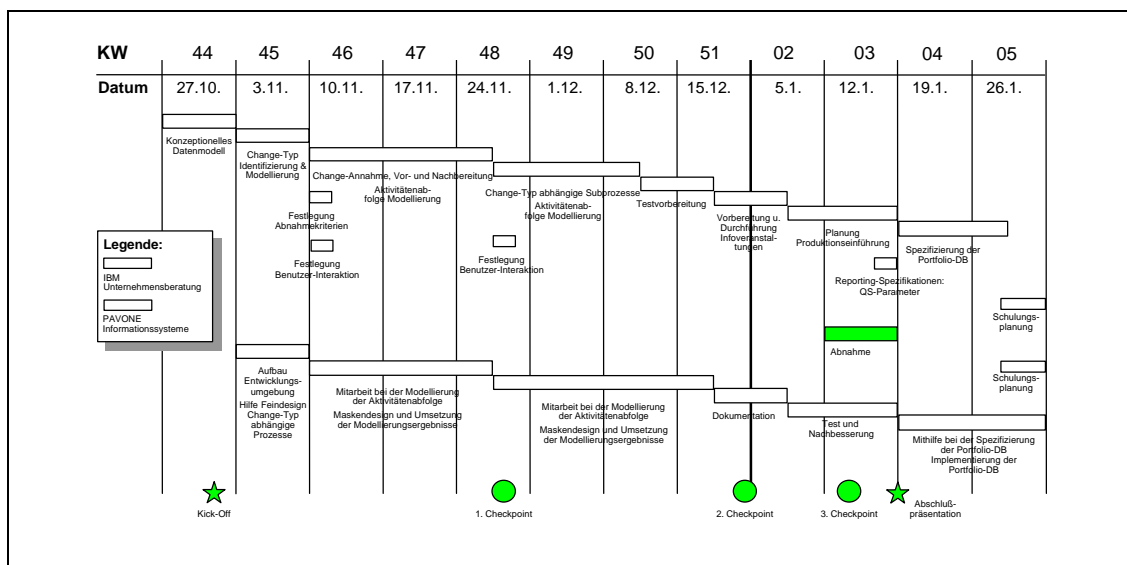 KW 44 45 46 47 48 49 50 51 02 03 04 05
Datum 27.10. 3.11. 10.11. 17.11. 24.11. 1.12. 8.12. 15.12. 5.1. 12.1. 19.1. 26.1.
Konzeptionelles
Datenmodell
Change-Typ
Identifizierung &
Modellierung
Change-Annahme, Vor- und Nachbereitung
Aktivitätenab-
folge Modellierung
Change-Typ abhängige Subprozesse
Aktivitätenab-
folge Modellierung
Testvorbereitung
Vorbereitung u.
Durchführung
Infoveranstal-
tungen
Planung
Produktionseinführung
Spezifizierung der
Portfolio-DB
Festlegung
Abnahmekriterien
Festlegung
Benutzer-Interaktion
Festlegung
Benutzer-Interaktion
Reporting-Spezifikationen:
QS-Parameter
Schulungs-
planung
Legende:
IBM
Unternehmensberatung
PAVONE
Informationssysteme
Abnahme
Aufbau
Entwicklungs-
umgebung
Hilfe Feindesign
Change-Typ
abhängige
Prozesse
Mitarbeit bei der Modellierung
der Aktivitätenabfolge
Maskendesign und Umsetzung
der Modellierungsergebnisse
Mitarbeit bei der Modellierung
der Aktivitätenabfolge
Maskendesign und Umsetzung
der Modellierungsergebnisse
Dokumentation
Test und
Nachbesserung
Schulungs-
planung
Mithilfe bei der Spezifizierung
der Portfolio-DB
Implementierung der
Portfolio-DB
Kick-Off
1. Checkpoint
2. Checkpoint
3. Checkpoint
Abschluß-
präsentation